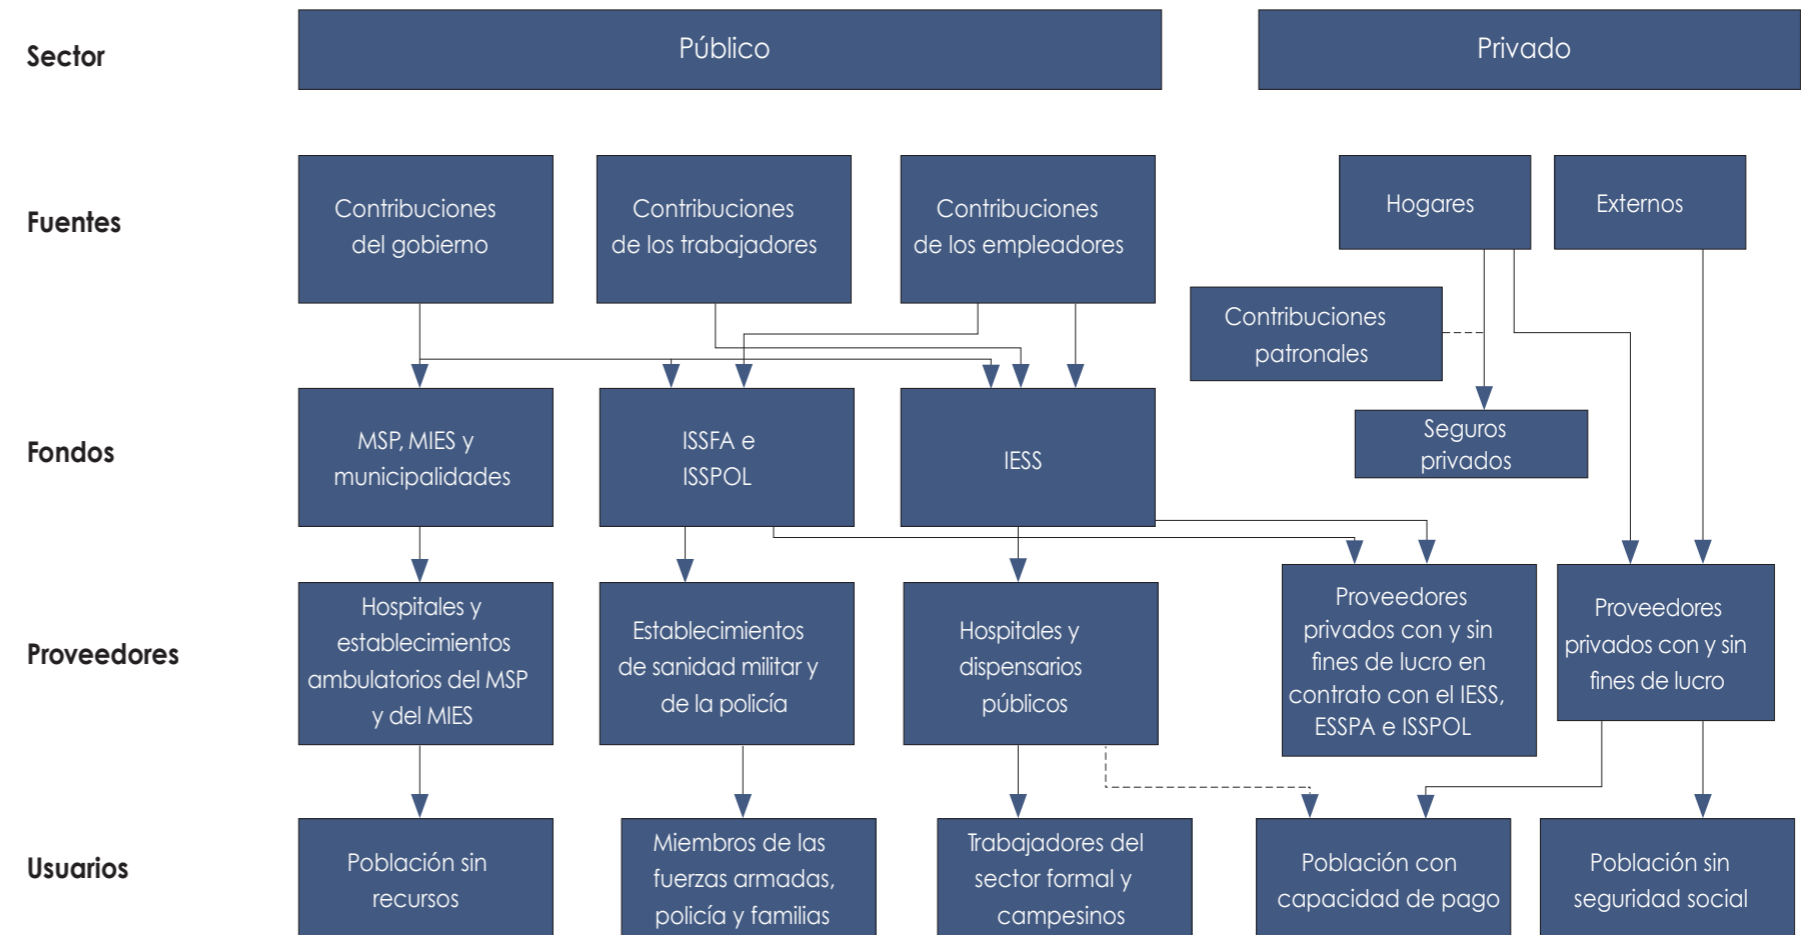 Sector
Público
Privado
Fuentes
Contribuciones
del gobierno
Contribuciones
de los trabajadores
Contribuciones
de los empleadores
Hogares
Externos
Contribuciones
patronales
Fondos
MSP, MIES y
municipalidades
ISSFA e
ISSPOL
IESS
Seguros
privados
Proveedores
Hospitales y
establecimientos
ambulatorios del MSP
y del MIES
Establecimientos
de sanidad militar y
de la policía
Hospitales y
dispensarios
públicos
Proveedores
privados con y sin
fines de lucro en
contrato con el IESS,
ESSPA e ISSPOL
Proveedores
privados con y sin
fines de lucro
Usuarios
Población sin
recursos
Miembros de las
fuerzas armadas,
policía y familias
Trabajadores del
sector formal y
campesinos
Población con
capacidad de pago
Población sin
seguridad social